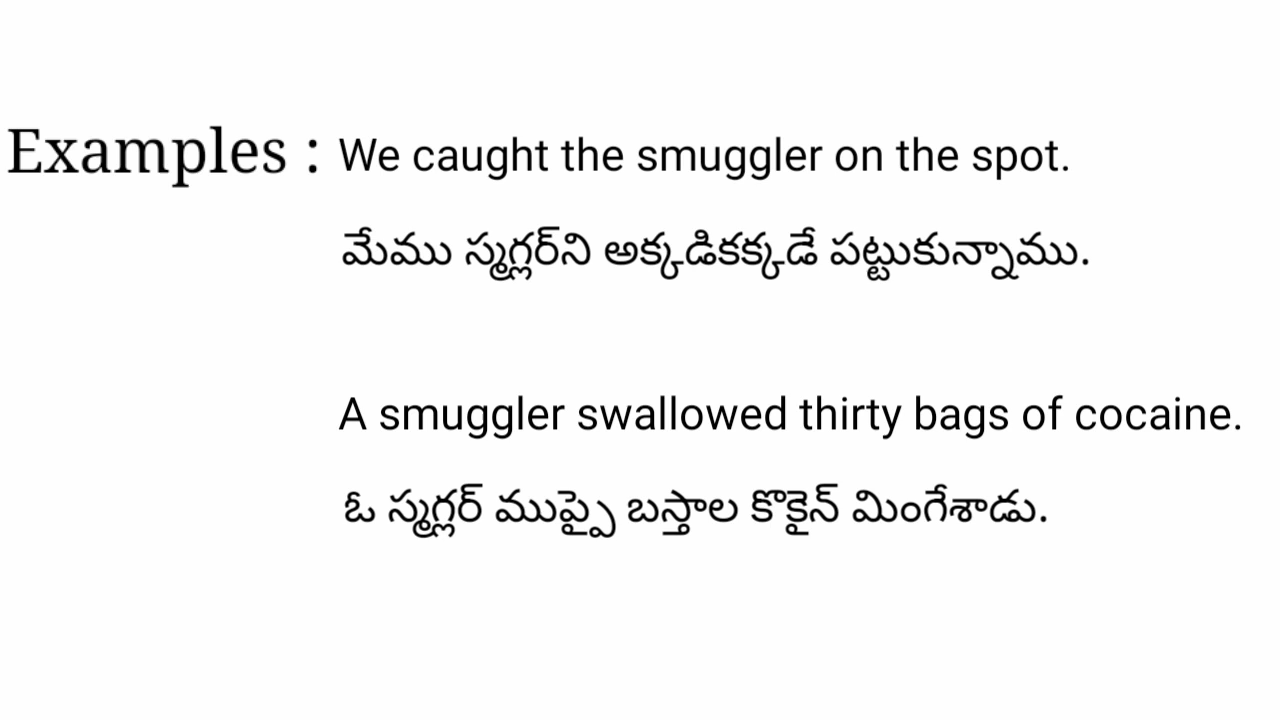 Examples : We caught the smuggler on the spot.
మేము స్మగ్లర్‌ని అక్కడికక్కడే పట్టుకున్నాము.
A smuggler swallowed thirty bags of cocaine.
ఓ స్మగ్లర్ ముప్పై బస్తాల కొకైన్ మింగేశాడు.